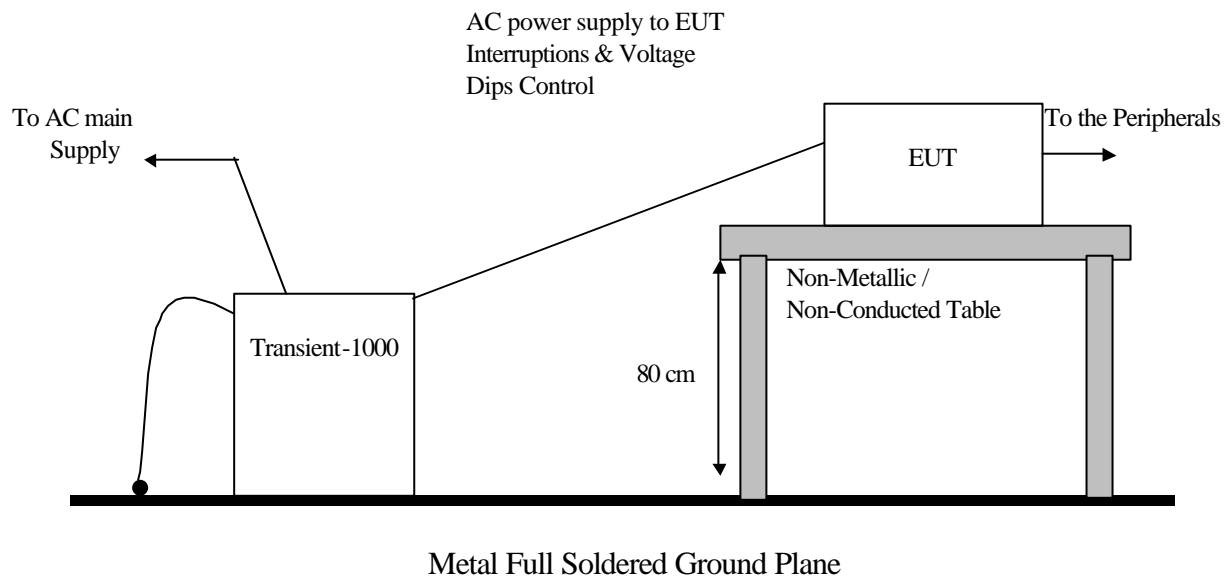 AC power supply to EUT
Interruptions & Voltage
Dips Control
To AC main
Supply
To the Peripherals
EUT
Non-Metallic /
Non-Conducted Table
Transient-1000
80 cm
Metal Full Soldered Ground Plane